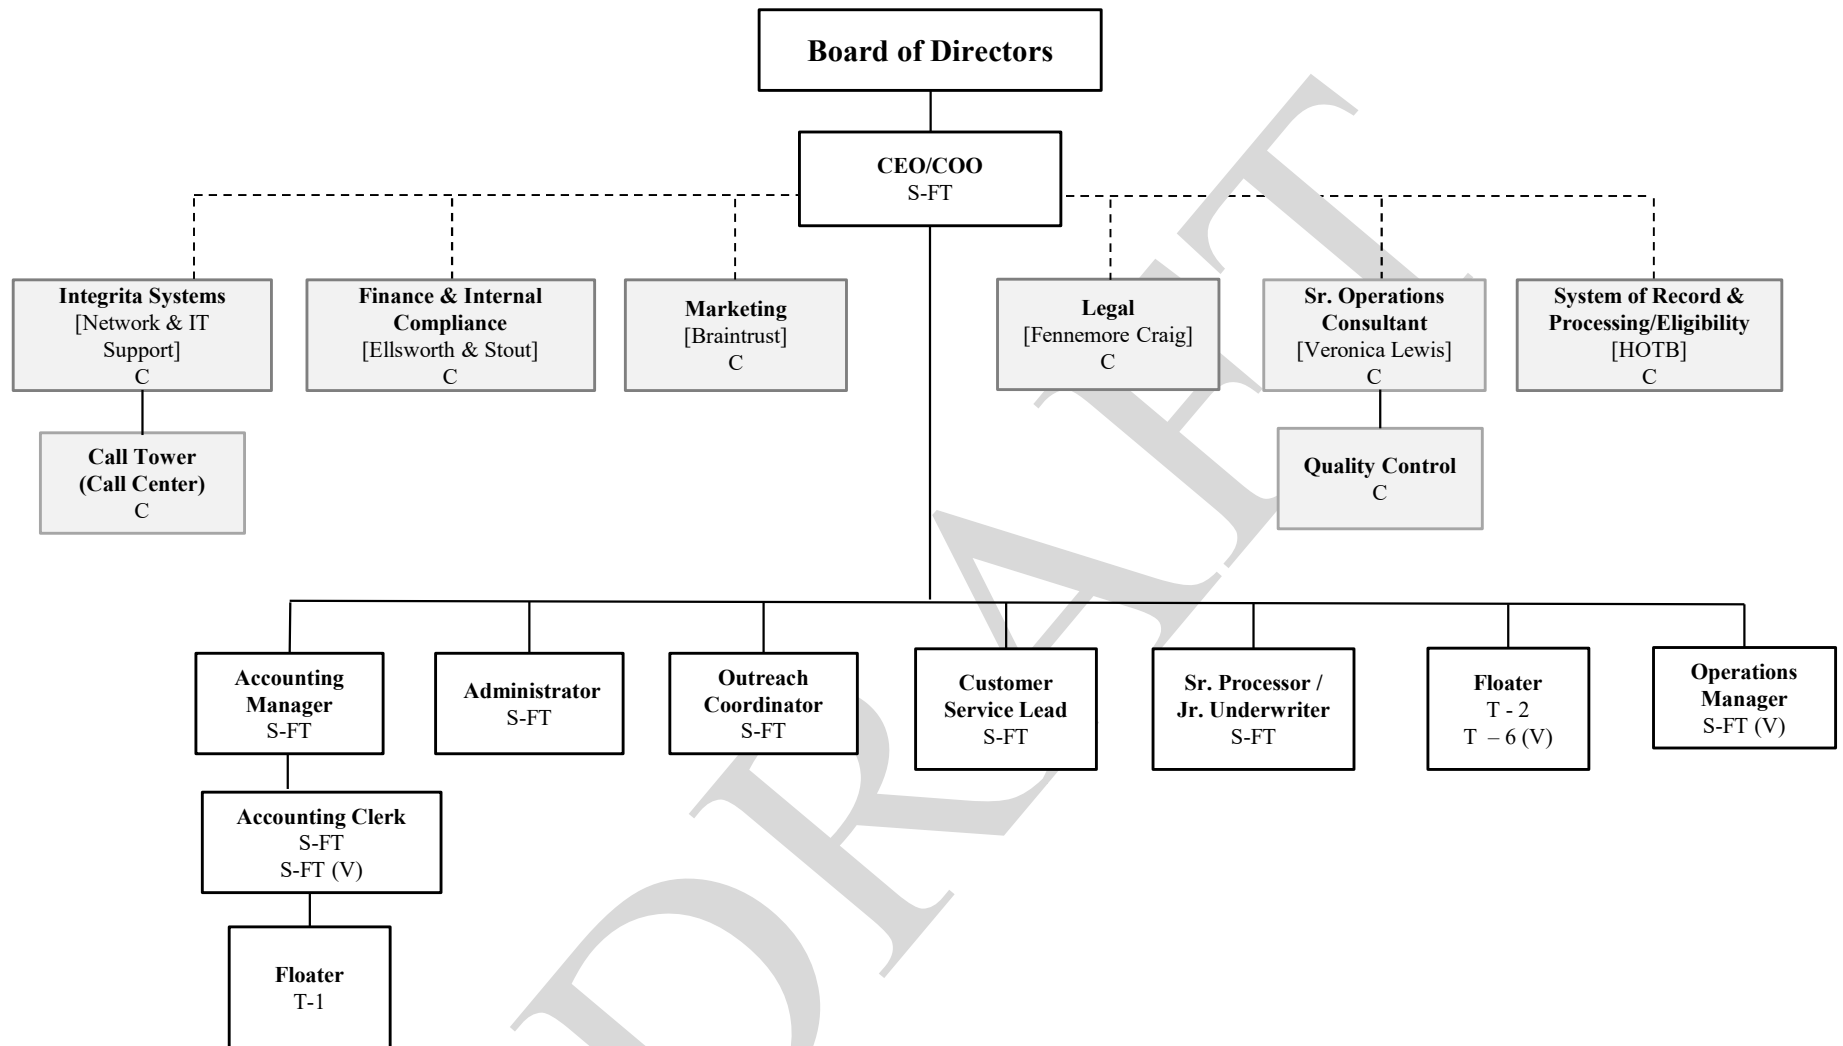 Board of Directors
CEO/COO
S-FT
Integrita Systems
[Network & IT
Support]
C
Finance & Internal
Compliance
[Ellsworth & Stout]
C
Marketing
[Braintrust]
C
Legal
[Fennemore Craig]
C
Sr. Operations
Consultant
[Veronica Lewis]
C
System of Record &
Processing/Eligibility
[HOTB]
C
Call Tower
(Call Center)
C
Quality Control
C
Accounting
Manager
S-FT
Administrator
S-FT
Outreach
Coordinator
S-FT
Customer
Service Lead
S-FT
Sr. Processor /
Jr. Underwriter
S-FT
Floater
T - 2
T – 6 (V)
Operations
Manager
S-FT (V)
Accounting Clerk
S-FT
S-FT (V)
Floater
T-1
DRAFT